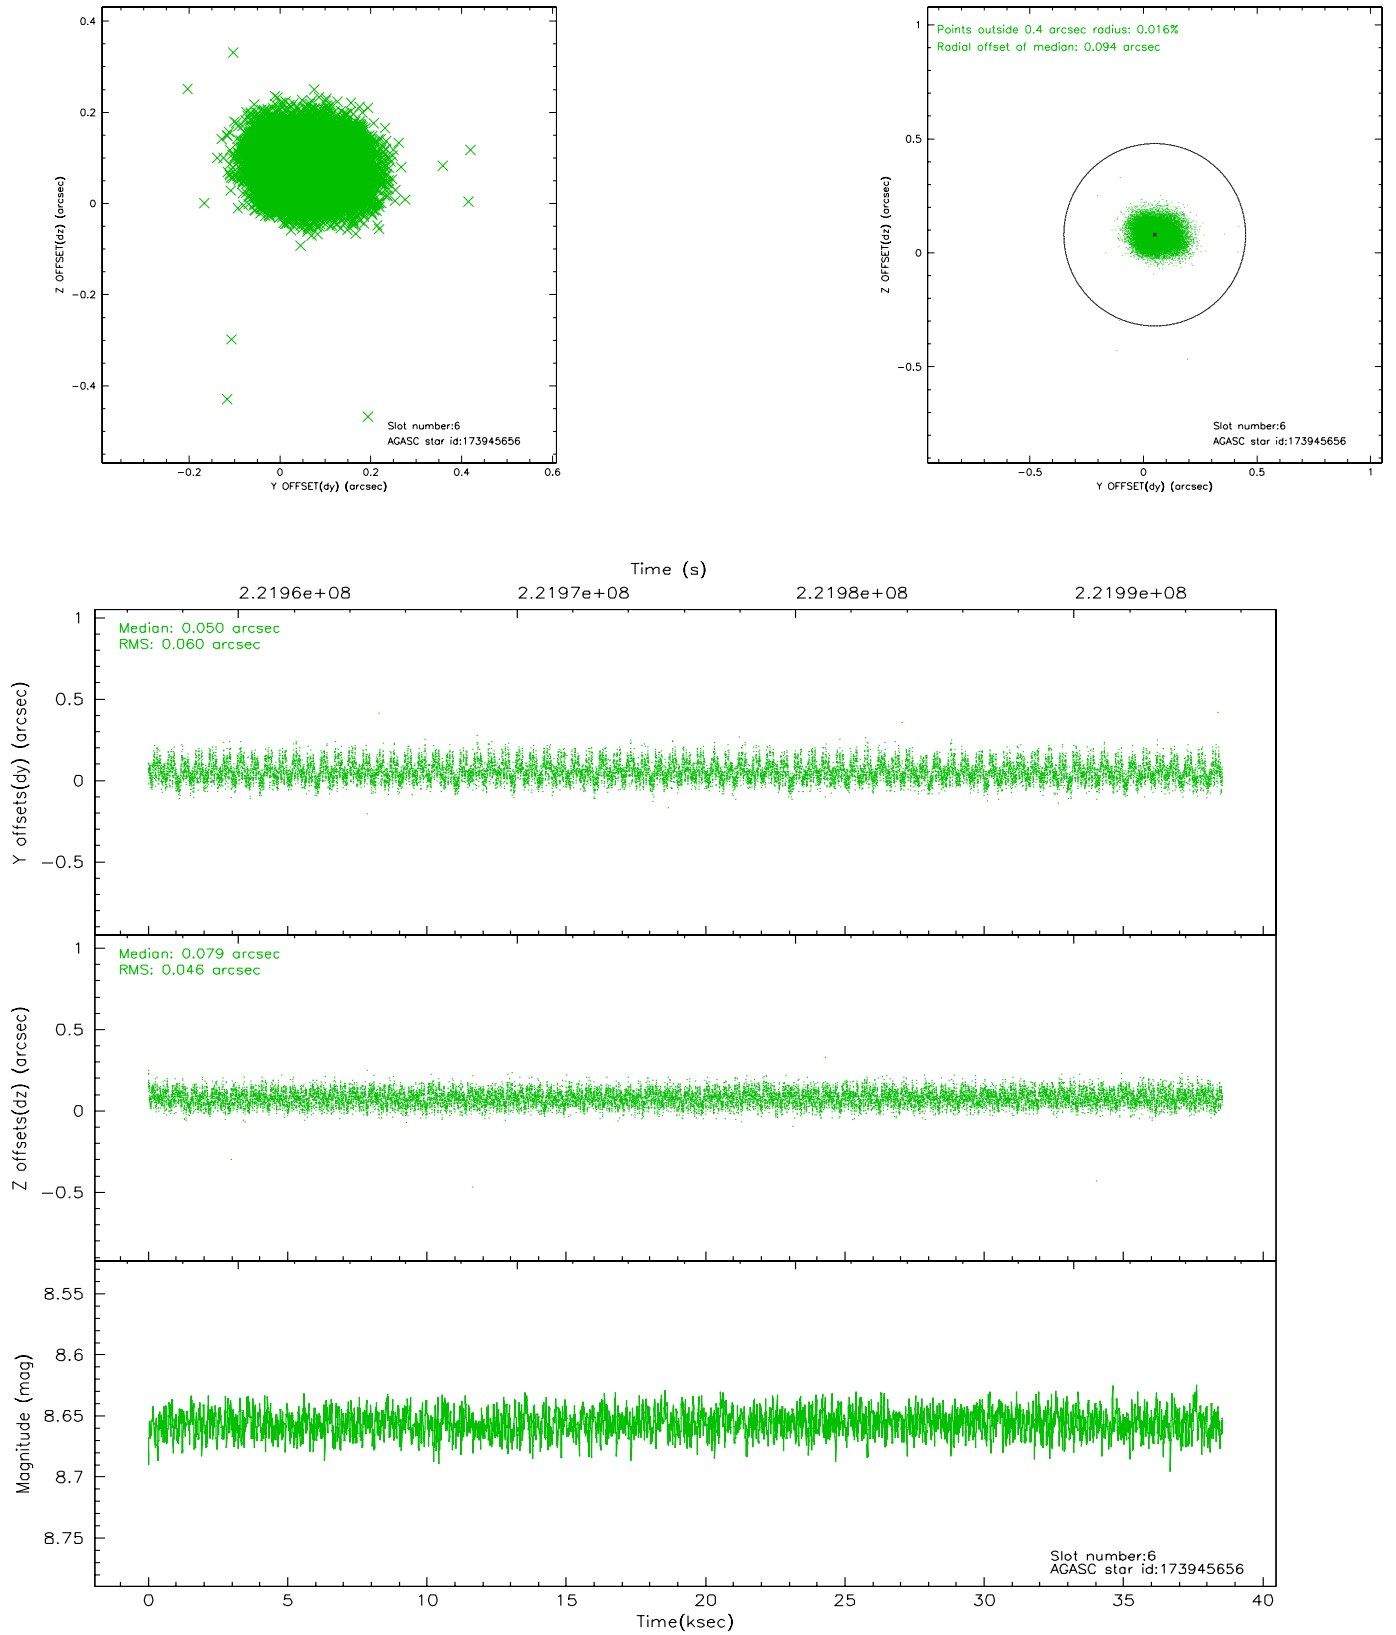 0.4
0.2
0
−0.2
−0.4
Z OFFSET(dz) (arcsec)
Slot number:6
AGASC star id:173945656
−0.2
0
0.2
0.4
0.6
Y OFFSET(dy) (arcsec)
Points outside 0.4 arcsec radius: 0.016%
Radial offset of median: 0.094 arcsec
1
0.5
0
−0.5
Z OFFSET(dz) (arcsec)
Slot number:6
AGASC star id:173945656
−0.5
0
0.5
1
Y OFFSET(dy) (arcsec)
Time (s)
2.2196e+08
2.2197e+08
2.2198e+08
2.2199e+08
Median: 0.050 arcsec
RMS: 0.060 arcsec
1
0.5
0
−0.5
Y offsets(dy) (arcsec)
Median: 0.079 arcsec
RMS: 0.046 arcsec
1
0.5
0
−0.5
Z offsets(dz) (arcsec)
8.55
8.6
8.65
8.7
8.75
Magnitude (mag)
Slot number:6
AGASC star id:173945656
0
5
10
15
20
25
30
35
40
Time(ksec)